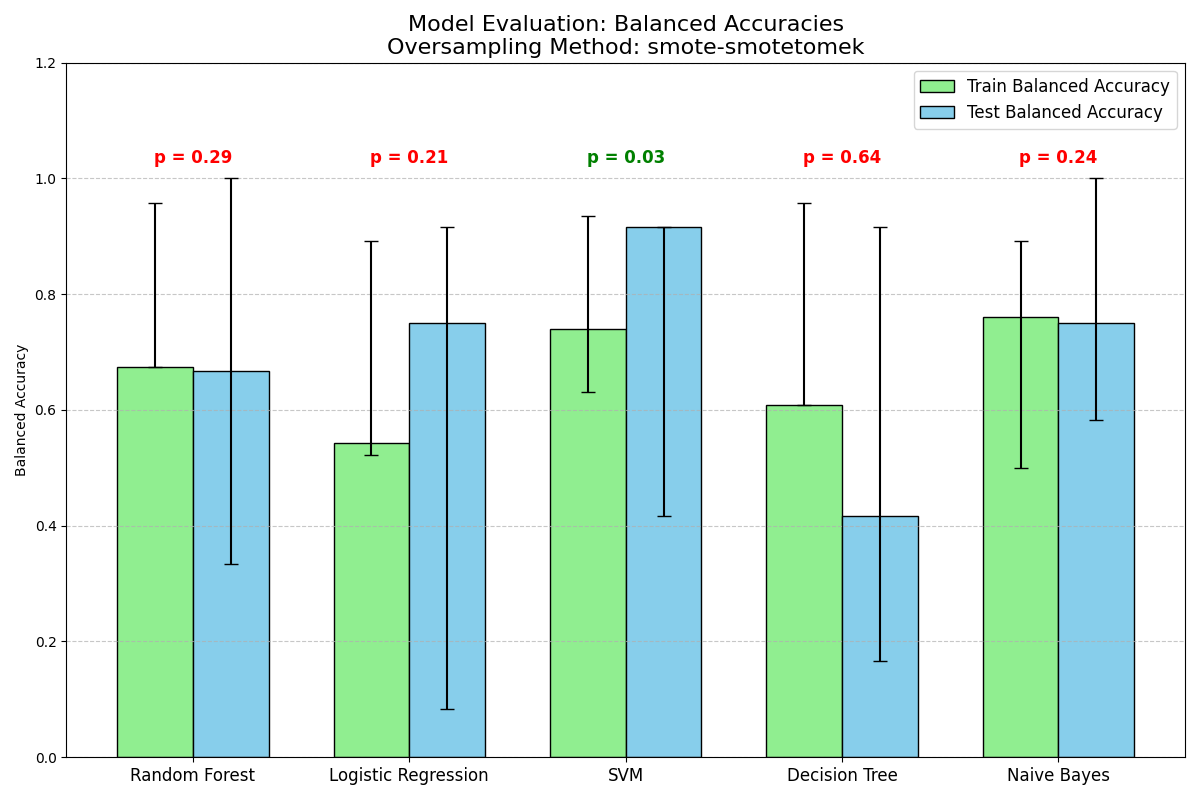 Model Evaluation: Balanced Accuracies
Oversampling Method: smote-smotetomek
Train Balanced Accuracy
Test Balanced Accuracy
p = 0.29
p = 0.21
p = 0.03
p = 0.64
p = 0.24
Balanced Accuracy
1.2
1.0
0.8
0.6
0.4
0.2
0.0
Random Forest
Logistic Regression
SVM
Decision Tree
Naive Bayes